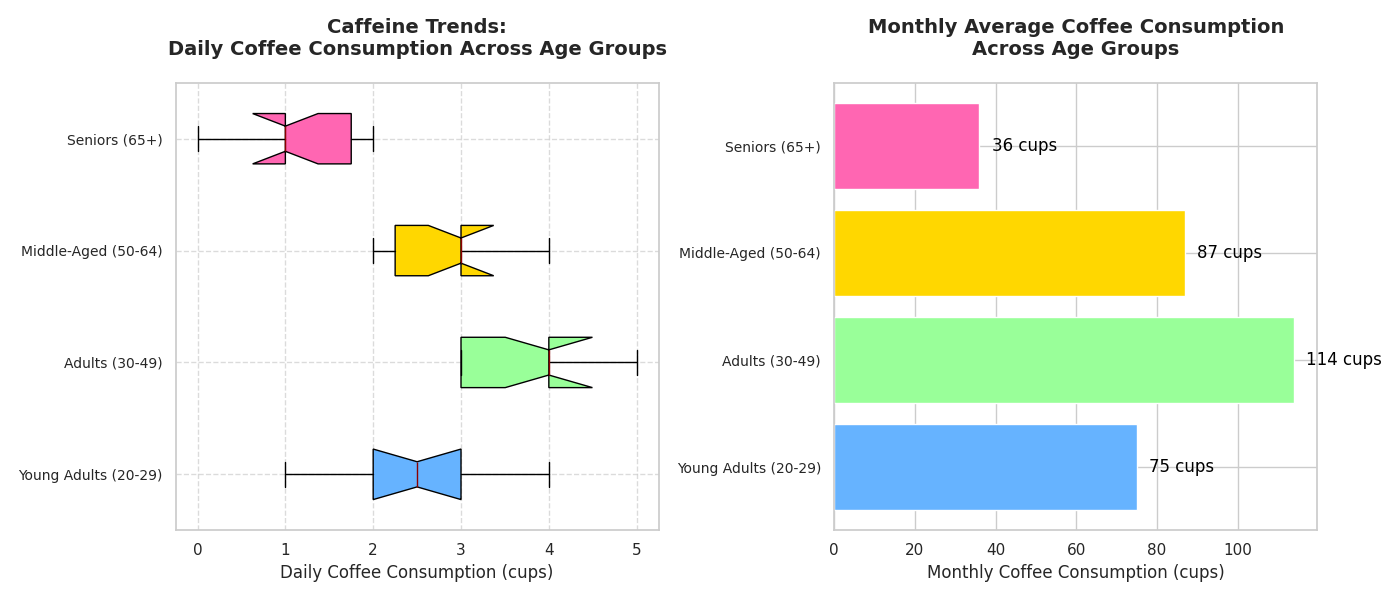 Caffeine Trends:
Daily Coffee Consumption Across Age Groups
Seniors (65+)
Middle-Aged (50-64)
Adults (30-49)
Young Adults (20-29)
0 1 2 3 4 5
Daily Coffee Consumption (cups)
Monthly Average Coffee Consumption
Across Age Groups
Seniors (65+)
36 cups
Middle-Aged (50-64)
87 cups
Adults (30-49)
114 cups
Young Adults (20-29)
75 cups
0 20 40 60 80 100
Monthly Coffee Consumption (cups)